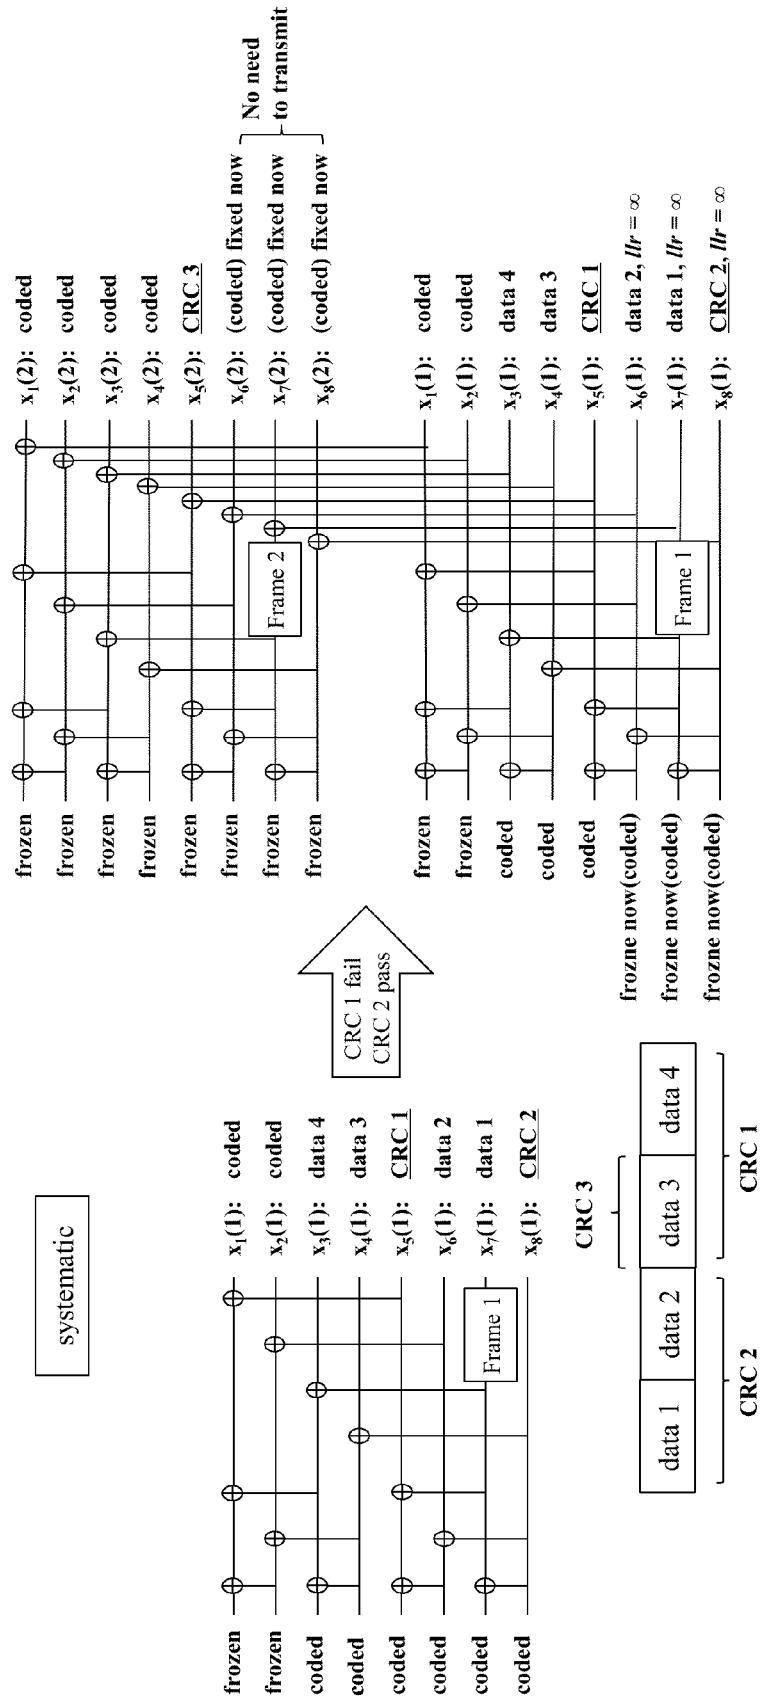 systematic
frozen
frozen
coded
coded
coded
coded
coded
coded
Frame 1
x₁(1): coded
x₂(1): coded
x₃(1): data 4
x₄(1): data 3
x₅(1): CRC 1
x₆(1): data 2
x₇(1): data 1
x₈(1): CRC 2
CRC 3
data 1 data 2 data 3 data 4
CRC 2 CRC 1
CRC 1 fail
CRC 2 pass
frozen
frozen
frozen
frozen
frozen
frozen
frozen
frozen
Frame 2
x₁(2): coded
x₂(2): coded
x₃(2): coded
x₄(2): coded
x₅(2): CRC 3
x₆(2): (coded) fixed now
x₇(2): (coded) fixed now
x₈(2): (coded) fixed now
No need
to transmit
frozen
frozen
coded
coded
coded
frozne now(coded)
frozne now(coded)
frozne now(coded)
Frame 1
x₁(1): coded
x₂(1): coded
x₃(1): data 4
x₄(1): data 3
x₅(1): CRC 1
x₆(1): data 2, llr = ∞
x₇(1): data 1, llr = ∞
x₈(1): CRC 2, llr = ∞